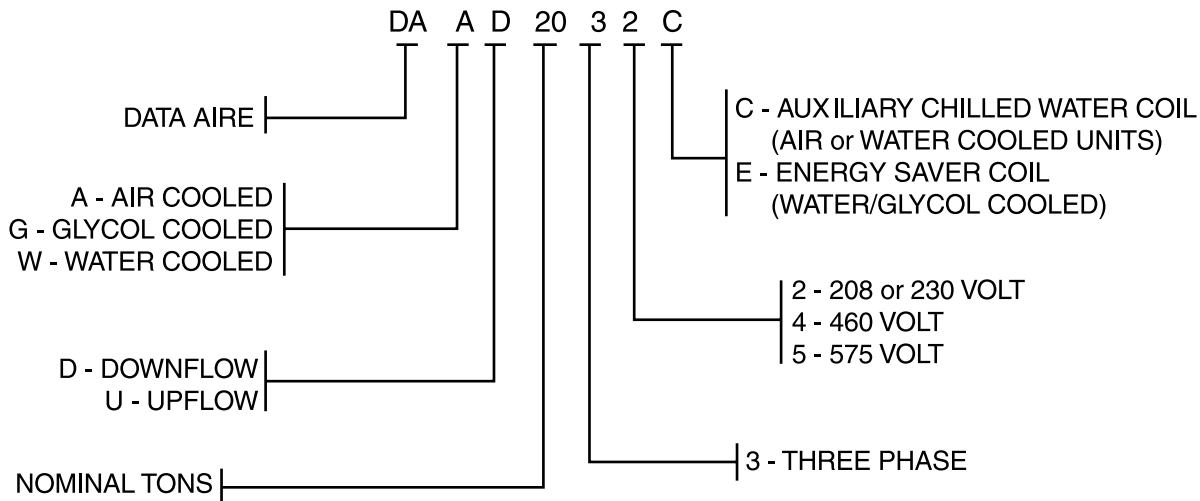 DA A D 20 3 2 C
DATA AIRE
A - AIR COOLED
G - GLYCOL COOLED
W - WATER COOLED
D - DOWNFLOW
U - UPFLOW
NOMINAL TONS
C - AUXILIARY CHILLED WATER COIL
(AIR or WATER COOLED UNITS)
E - ENERGY SAVER COIL
(WATER/GLYCOL COOLED)
2 - 208 or 230 VOLT
4 - 460 VOLT
5 - 575 VOLT
3 - THREE PHASE